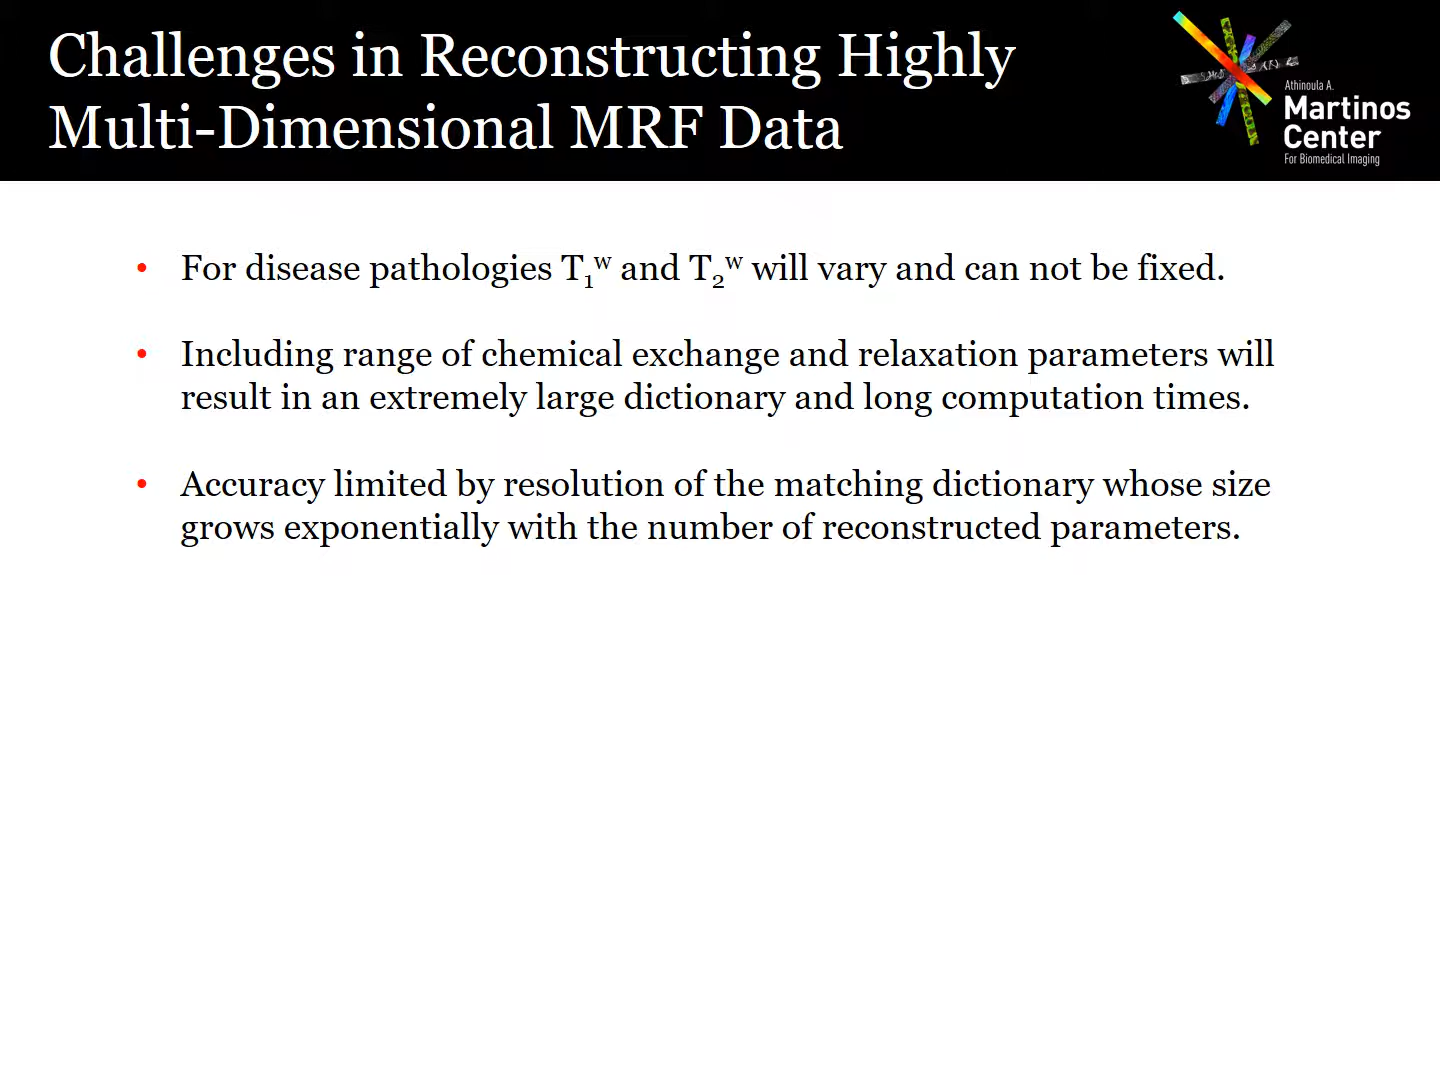 Challenges in Reconstructing Highly
Multi-Dimensional MRF Data
Athinoula A.
Martinos
Center
For Biomedical Imaging
• For disease pathologies T₁ʷ and T₂ʷ will vary and can not be fixed.
• Including range of chemical exchange and relaxation parameters will
result in an extremely large dictionary and long computation times.
• Accuracy limited by resolution of the matching dictionary whose size
grows exponentially with the number of reconstructed parameters.